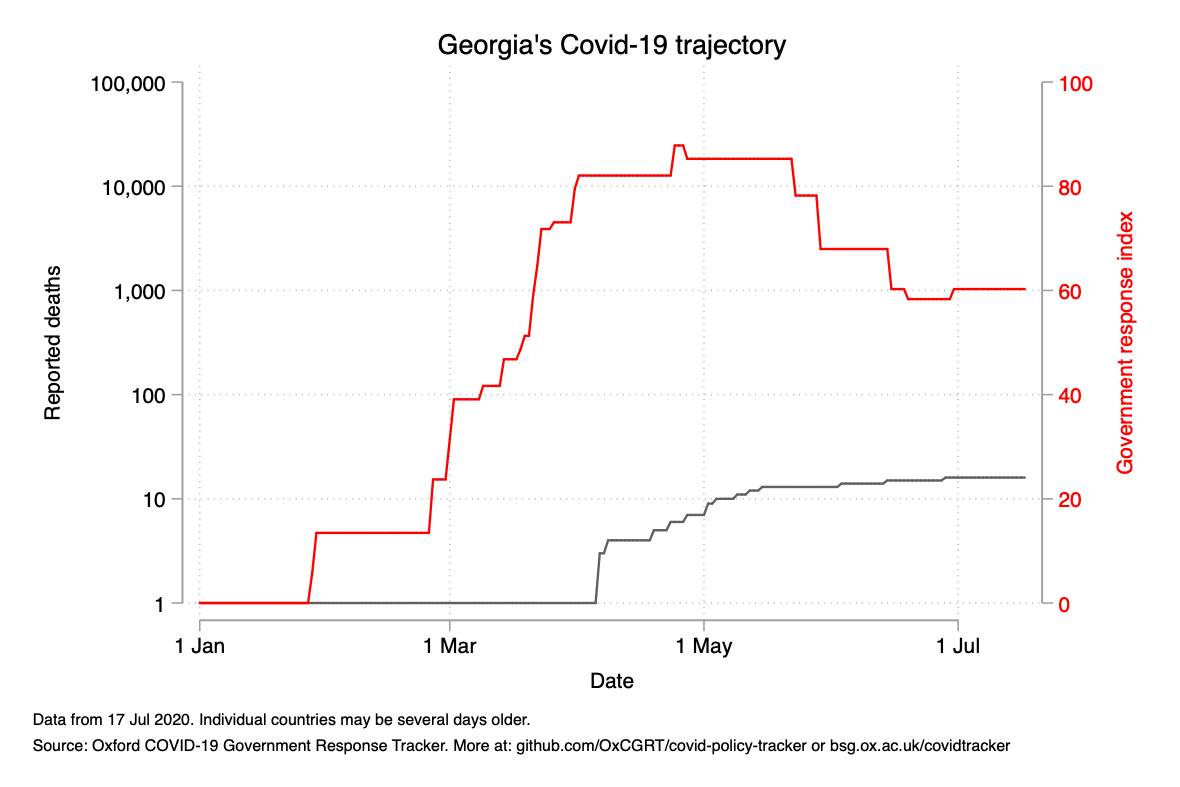 Georgia's Covid-19 trajectory
100,000
10,000
1,000
100
10
1
Reported deaths
100
80
60
40
20
0
Government response index
1 Jan
1 Mar
1 May
1 Jul
Date
Data from 17 Jul 2020. Individual countries may be several days older.
Source: Oxford COVID-19 Government Response Tracker. More at: github.com/OxCGRT/covid-policy-tracker or bsg.ox.ac.uk/covidtracker